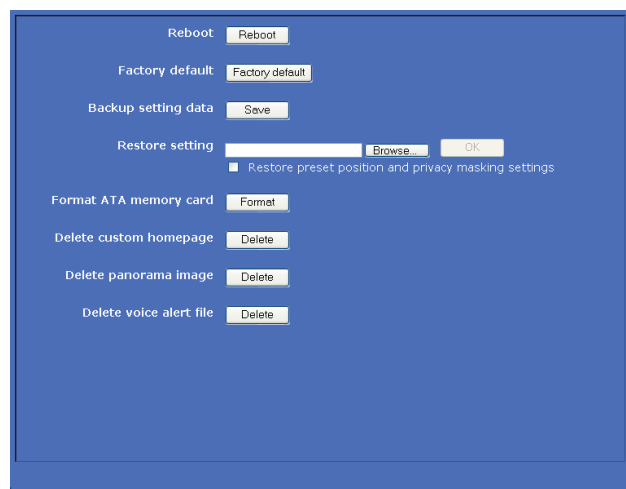 Reboot Reboot
Factory default Factory default
Backup setting data Save
Restore setting Browse... OK
Restore preset position and privacy masking settings
Format ATA memory card Format
Delete custom homepage Delete
Delete panorama image Delete
Delete voice alert file Delete